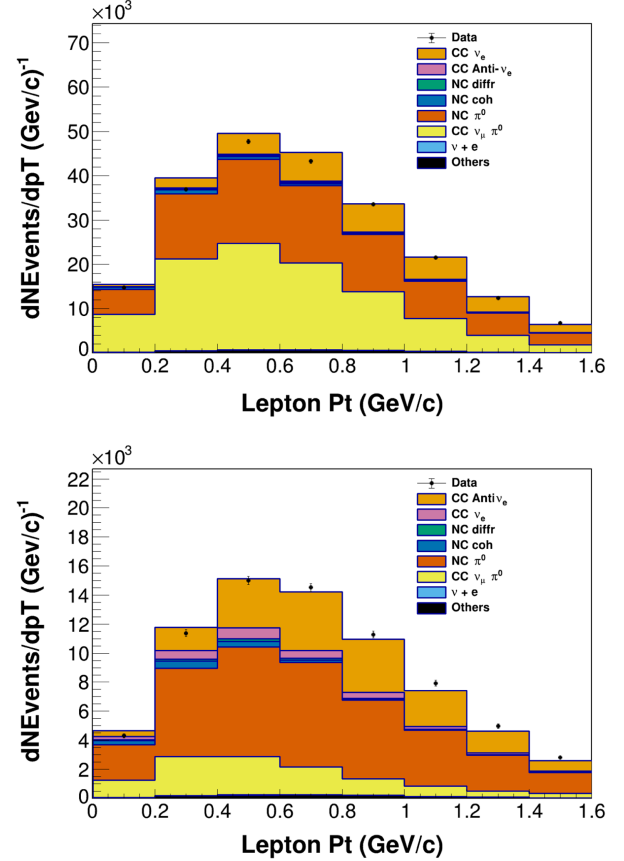 ×10³
dNEvents/dpT (Gev/c)⁻¹
70
60
50
40
30
20
10
0
Data
CC νₑ
CC Anti-νₑ
NC diffr
NC coh
NC π⁰
CC ν_μ π⁰
ν + e
Others
0 0.2 0.4 0.6 0.8 1 1.2 1.4 1.6
Lepton Pt (GeV/c)
×10³
dNEvents/dpT (Gev/c)⁻¹
22
20
18
16
14
12
10
8
6
4
2
0
Data
CC Antiνₑ
CC νₑ
NC diffr
NC coh
NC π⁰
CC ν_μ π⁰
ν + e
Others
0 0.2 0.4 0.6 0.8 1 1.2 1.4 1.6
Lepton Pt (GeV/c)